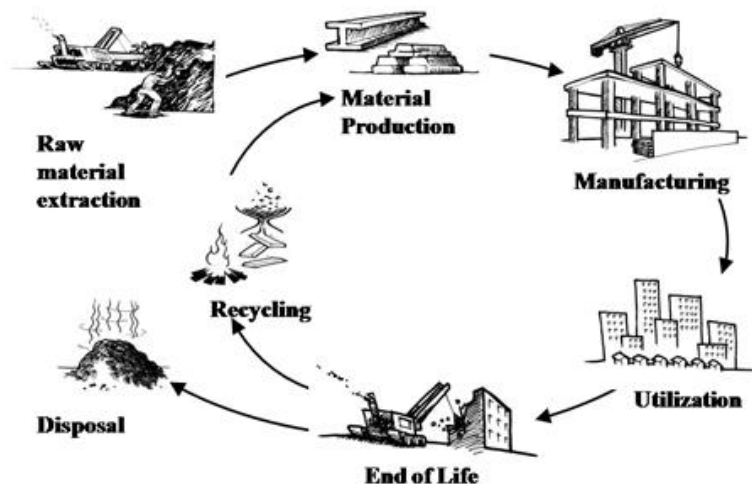 Raw
material
extraction
Material
Production
Manufacturing
Utilization
End of Life
Recycling
Disposal